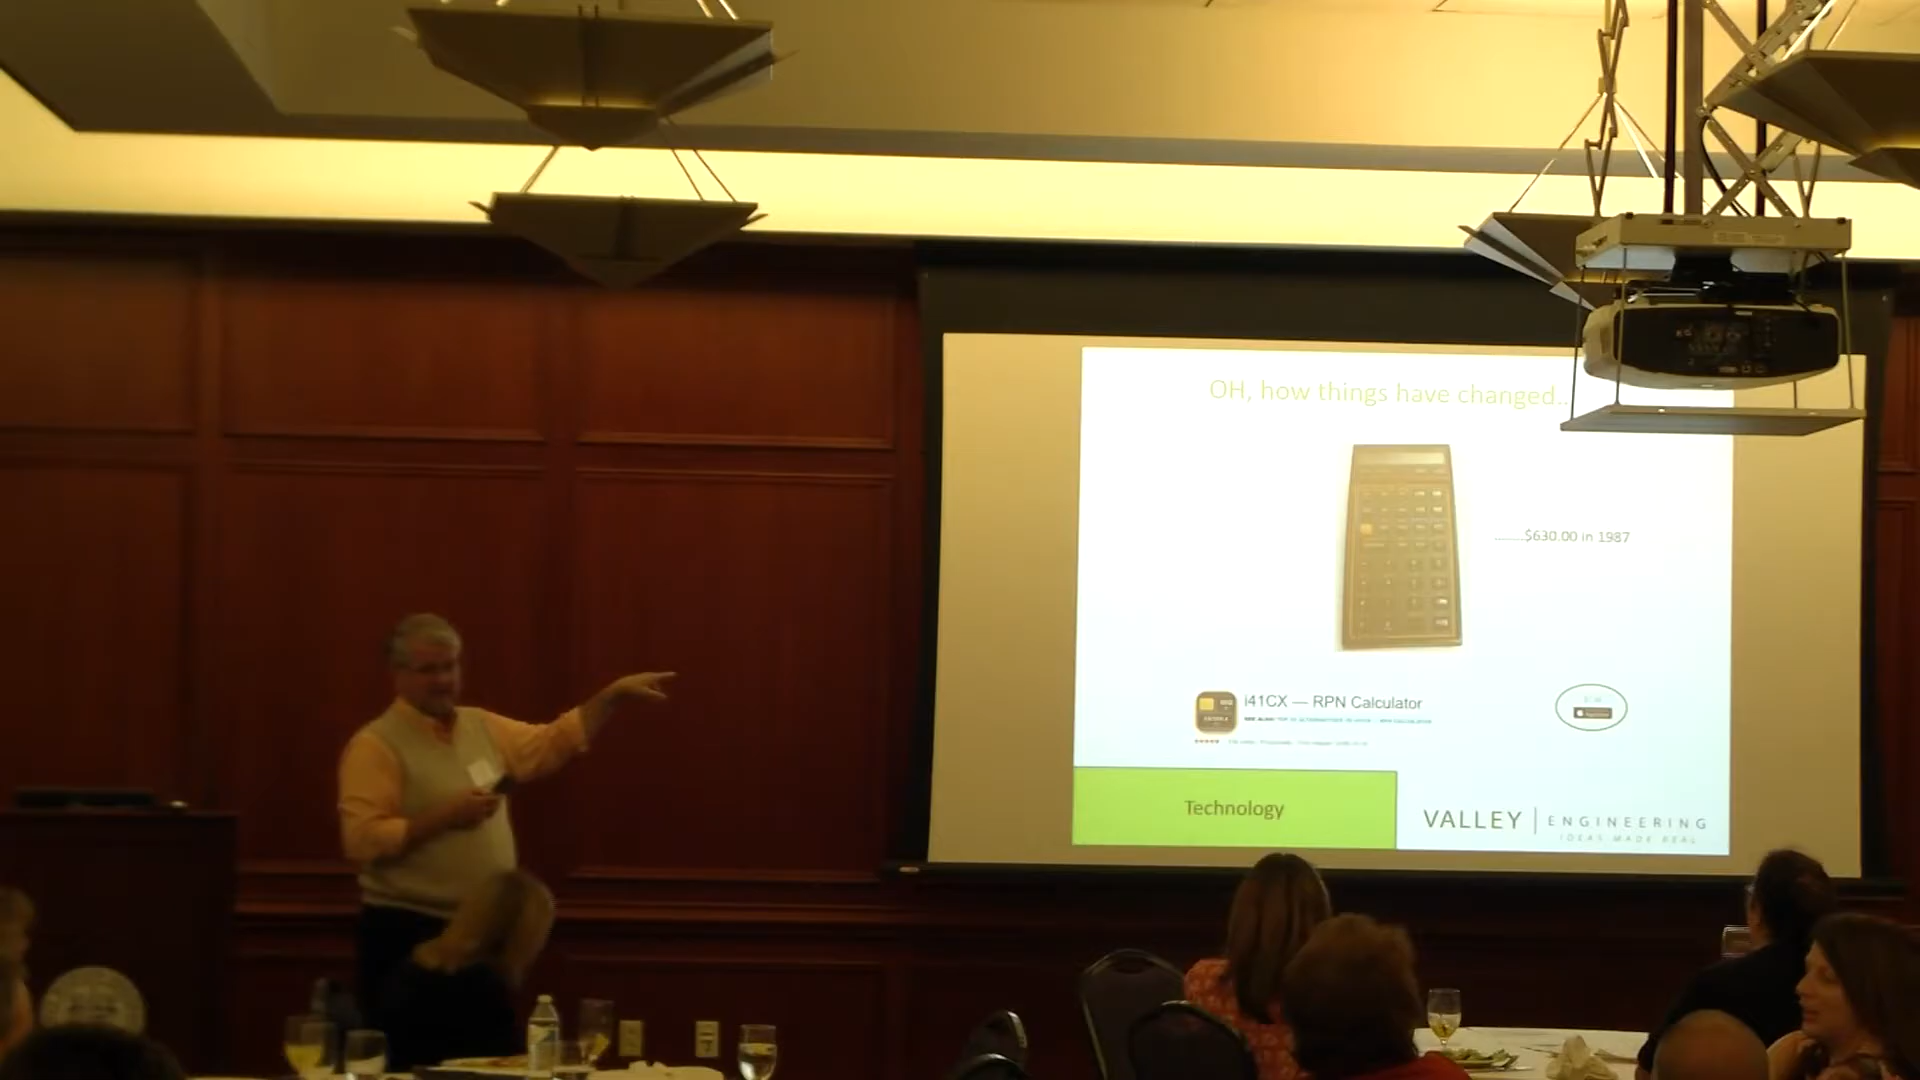 OH, how things have changed..
........$630.00 in 1987
i41CX — RPN Calculator
Technology
VALLEY | ENGINEERING
IDEAS MADE REAL